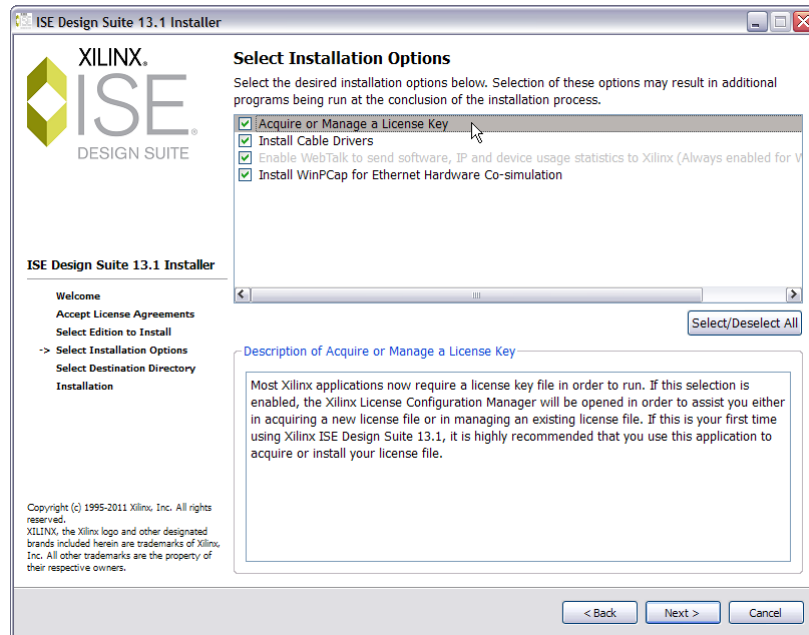 ISE Design Suite 13.1 Installer
XILINX®
ISE®
DESIGN SUITE
Select Installation Options
Select the desired installation options below. Selection of these options may result in additional
programs being run at the conclusion of the installation process.
Acquire or Manage a License Key
Install Cable Drivers
Enable WebTalk to send software, IP and device usage statistics to Xilinx (Always enabled for W
Install WinPCap for Ethernet Hardware Co-simulation
Select/Deselect All
ISE Design Suite 13.1 Installer
Welcome
Accept License Agreements
Select Edition to Install
-> Select Installation Options
Select Destination Directory
Installation
Description of Acquire or Manage a License Key
Most Xilinx applications now require a license key file in order to run. If this selection is
enabled, the Xilinx License Configuration Manager will be opened in order to assist you either
in acquiring a new license file or in managing an existing license file. If this is your first time
using Xilinx ISE Design Suite 13.1, it is highly recommended that you use this application to
acquire or install your license file.
Copyright (c) 1995-2011 Xilinx, Inc. All rights
reserved.
XILINX, the Xilinx logo and other designated
brands included herein are trademarks of Xilinx,
Inc. All other trademarks are the property of
their respective owners.
< Back
Next >
Cancel